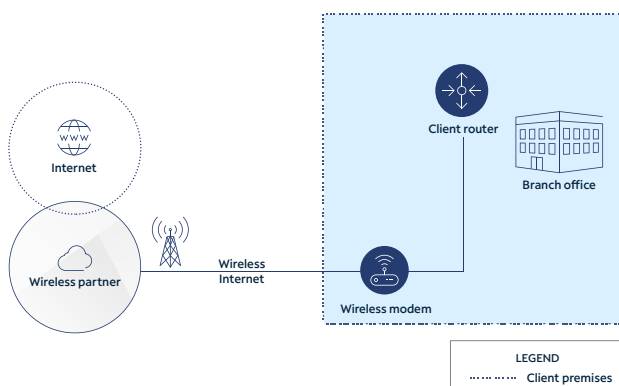 Client router
Branch office
WWW
Internet
Wireless partner
Wireless
Internet
Wireless modem
LEGEND
Client premises